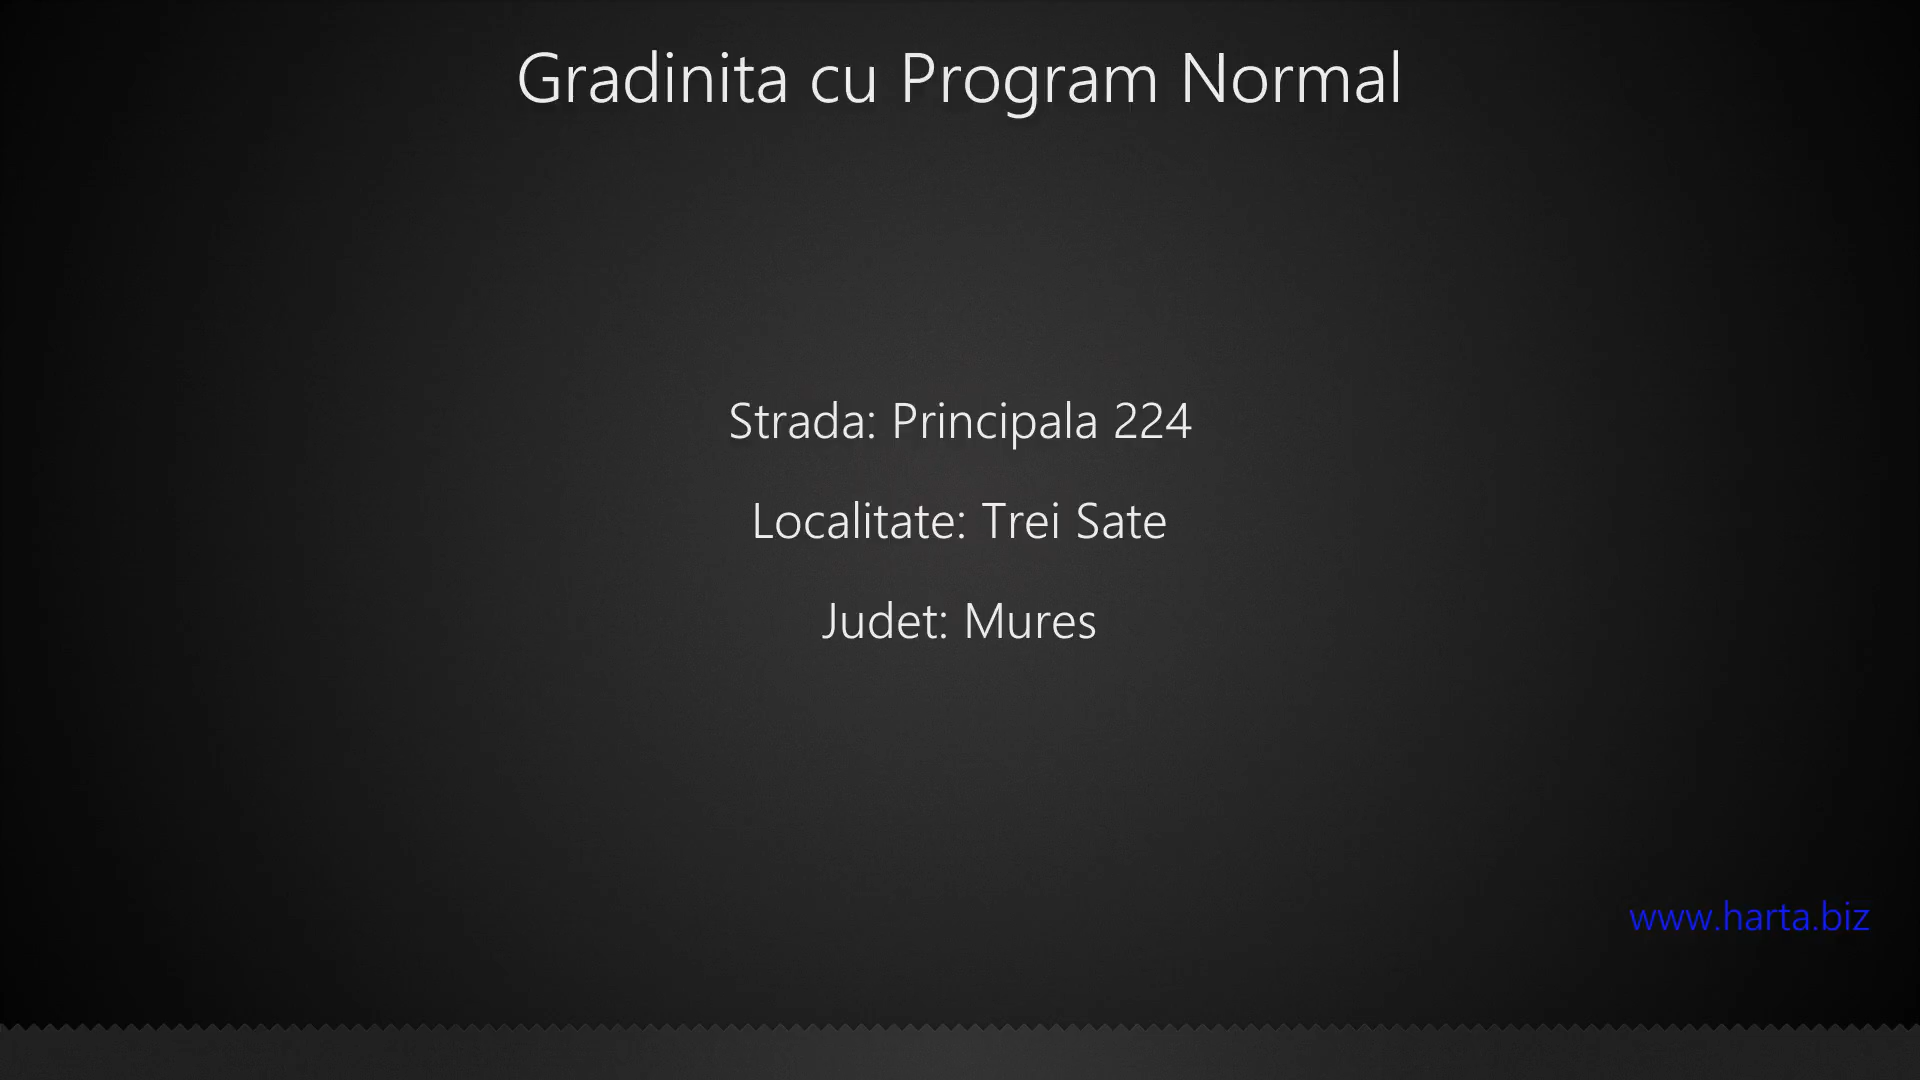 Gradinita cu Program Normal
Strada: Principala 224
Localitate: Trei Sate
Judet: Mures
www.harta.biz